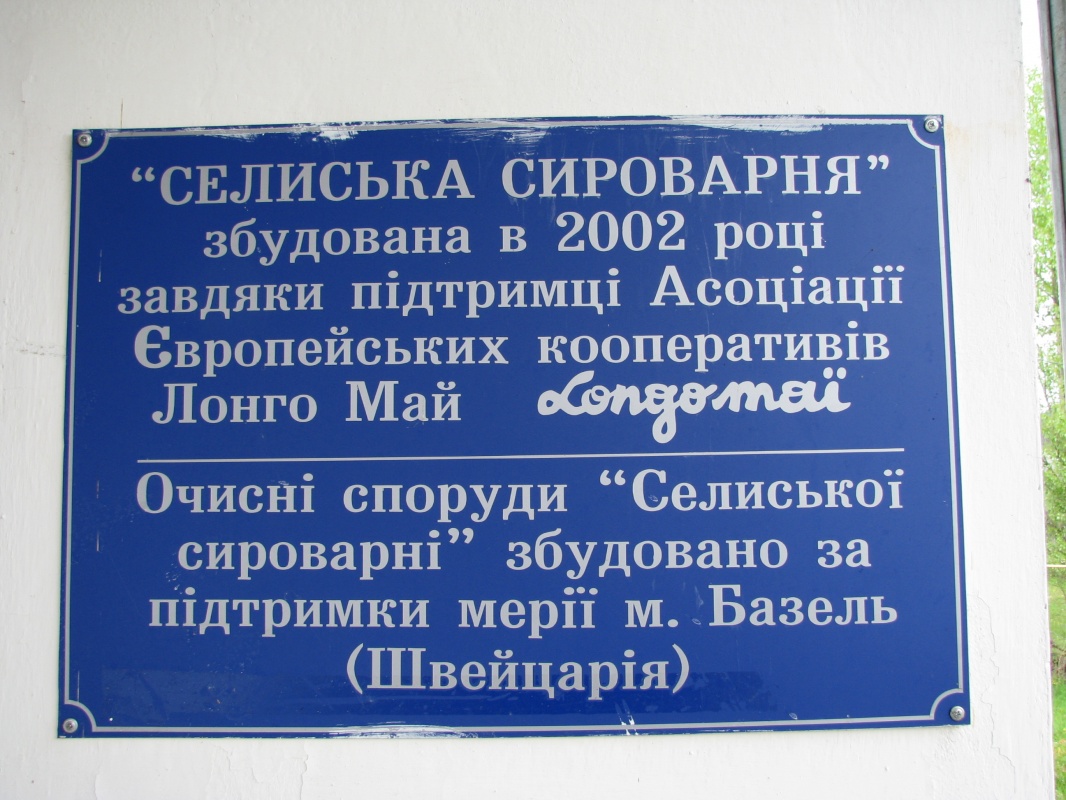 “СЕЛИСЬКА СИРОВАРНЯ”
збудована в 2002 році
завдяки підтримці Асоціації
Європейських кооперативів
Лонго Май Longomaï
Очисні споруди “Селиської
сироварні” збудовано за
підтримки мерії м. Базель
(Швейцарія)